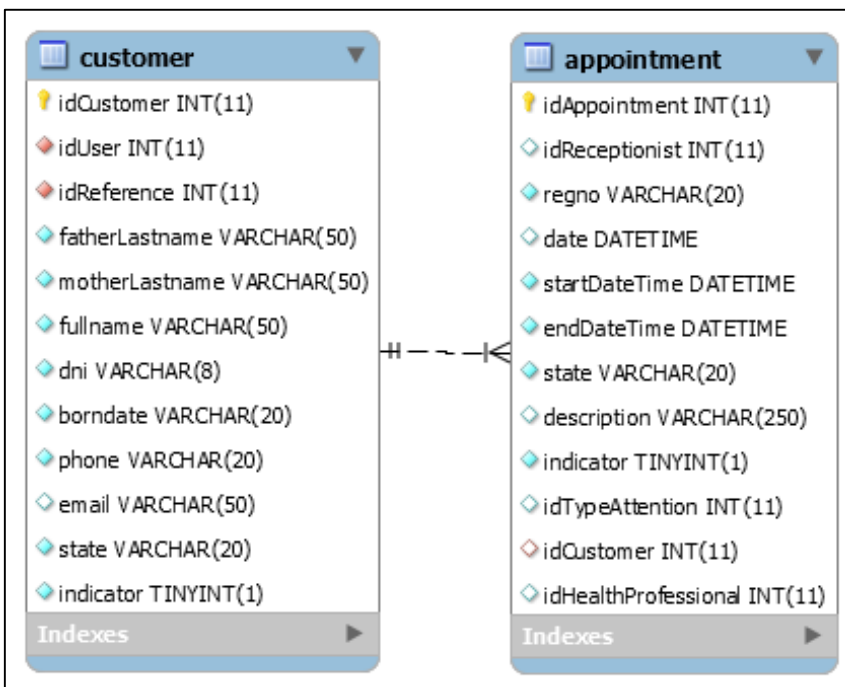 customer
idCustomer INT(11)
idUser INT(11)
idReference INT(11)
fatherLastname VARCHAR(50)
motherLastname VARCHAR(50)
fullname VARCHAR(50)
dni VARCHAR(8)
borndate VARCHAR(20)
phone VARCHAR(20)
email VARCHAR(50)
state VARCHAR(20)
indicator TINYINT(1)
Indexes
appointment
idAppointment INT(11)
idReceptionist INT(11)
regno VARCHAR(20)
date DATETIME
startDateTime DATETIME
endDateTime DATETIME
state VARCHAR(20)
description VARCHAR(250)
indicator TINYINT(1)
idTypeAttention INT(11)
idCustomer INT(11)
idHealthProfessional INT(11)
Indexes